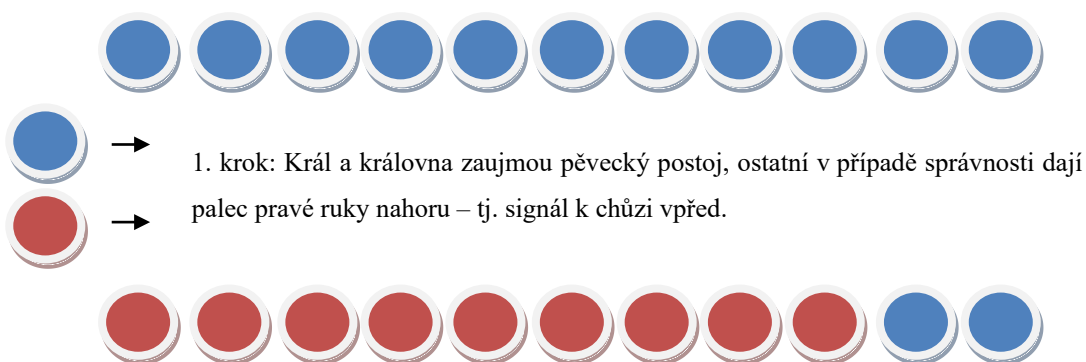 1. krok: Král a královna zaujmou pěvecký postoj, ostatní v případě správnosti dají
palec pravé ruky nahoru – tj. signál k chůzi vpřed.